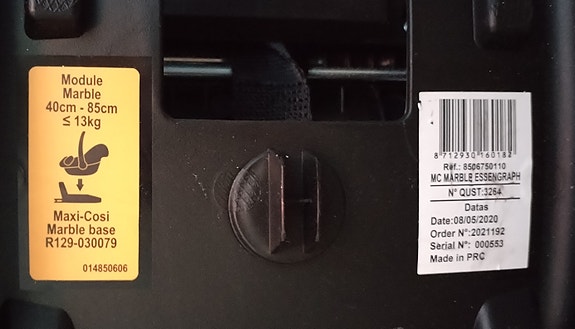 Module
Marble
40cm - 85cm
≤ 13kg
Maxi-Cosi
Marble base
R129-030079
014850606
8 712930 160182
Réf.: 8506750110
MC MARBLE ESSENGRAPH
N° QUST:3264
Datas
Date:08/05/2020
Order N°:2021192
Serial N°: 000553
Made in PRC